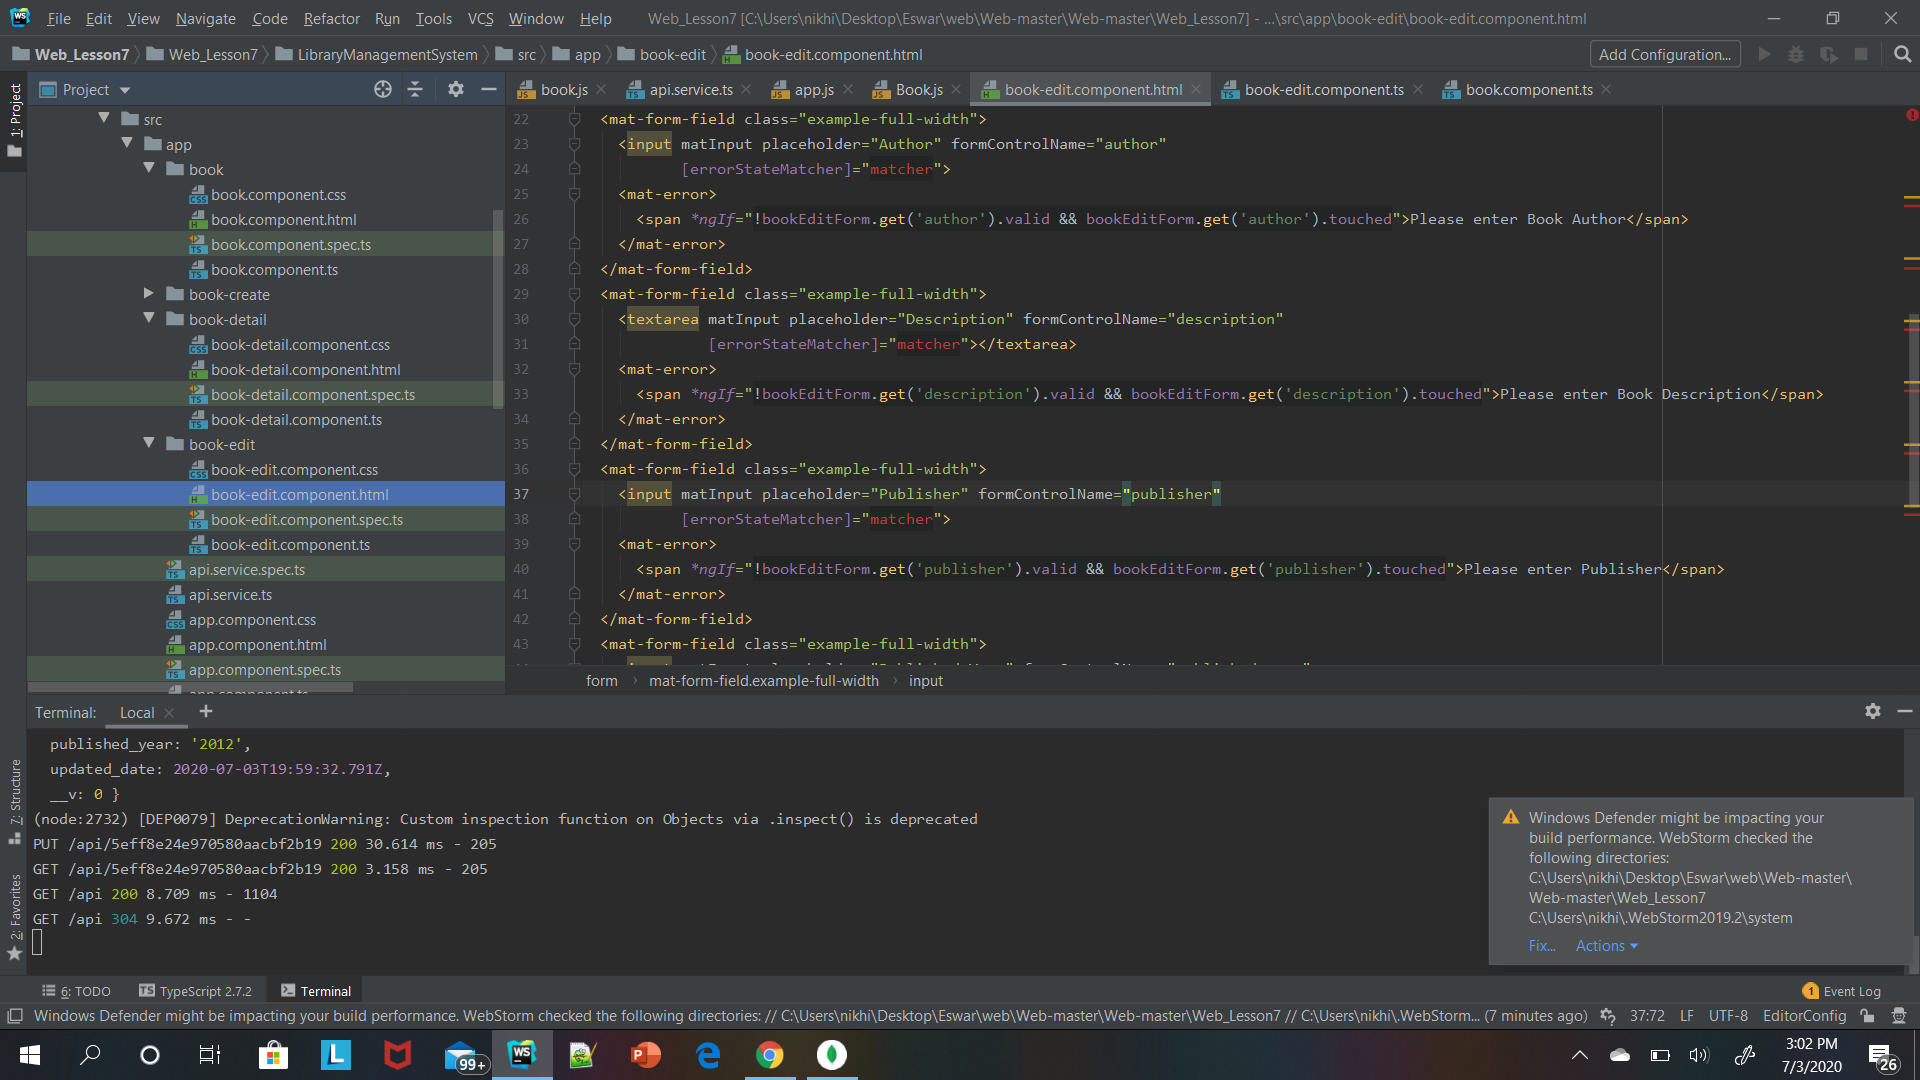 File Edit View Navigate Code Refactor Run Tools VCS Window Help Web_Lesson7 [C:\Users\nikhi\Desktop\Eswar\web\Web-master\Web-master\Web_Lesson7] - ...\src\app\book-edit\book-edit.component.html
Web_Lesson7 Web_Lesson7 LibraryManagementSystem src app book-edit book-edit.component.html Add Configuration...
1: Project
Project
book.js api.service.ts app.js Book.js book-edit.component.html book-edit.component.ts book.component.ts
src
app
book
book.component.css
book.component.html
book.component.spec.ts
book.component.ts
book-create
book-detail
book-detail.component.css
book-detail.component.html
book-detail.component.spec.ts
book-detail.component.ts
book-edit
book-edit.component.css
book-edit.component.html
book-edit.component.spec.ts
book-edit.component.ts
api.service.spec.ts
api.service.ts
app.component.css
app.component.html
app.component.spec.ts
app.component.ts
22 <mat-form-field class="example-full-width">
23 <input matInput placeholder="Author" formControlName="author"
24 [errorStateMatcher]="matcher">
25 <mat-error>
26 <span *ngIf="!bookEditForm.get('author').valid && bookEditForm.get('author').touched">Please enter Book Author</span>
27 </mat-error>
28 </mat-form-field>
29 <mat-form-field class="example-full-width">
30 <textarea matInput placeholder="Description" formControlName="description"
31 [errorStateMatcher]="matcher"></textarea>
32 <mat-error>
33 <span *ngIf="!bookEditForm.get('description').valid && bookEditForm.get('description').touched">Please enter Book Description</span>
34 </mat-error>
35 </mat-form-field>
36 <mat-form-field class="example-full-width">
37 <input matInput placeholder="Publisher" formControlName="publisher"
38 [errorStateMatcher]="matcher">
39 <mat-error>
40 <span *ngIf="!bookEditForm.get('publisher').valid && bookEditForm.get('publisher').touched">Please enter Publisher</span>
41 </mat-error>
42 </mat-form-field>
43 <mat-form-field class="example-full-width">
form mat-form-field.example-full-width input
Terminal: Local
published_year: '2012',
updated_date: 2020-07-03T19:59:32.791Z,
__v: 0 }
(node:2732) [DEP0079] DeprecationWarning: Custom inspection function on Objects via .inspect() is deprecated
PUT /api/5eff8e24e970580aacbf2b19 200 30.614 ms - 205
GET /api/5eff8e24e970580aacbf2b19 200 3.158 ms - 205
GET /api 200 8.709 ms - 1104
GET /api 304 9.672 ms - -
7: Structure
2: Favorites
Windows Defender might be impacting your
build performance. WebStorm checked the
following directories:
C:\Users\nikhi\Desktop\Eswar\web\Web-master\
Web-master\Web_Lesson7
C:\Users\nikhi\.WebStorm2019.2\system
Fix... Actions
6: TODO TypeScript 2.7.2 Terminal 1 Event Log
Windows Defender might be impacting your build performance. WebStorm checked the following directories: // C:\Users\nikhi\Desktop\Eswar\web\Web-master\Web-master\Web_Lesson7 // C:\Users\nikhi\.WebStorm... (7 minutes ago) 37:72 LF UTF-8 EditorConfig
99+
3:02 PM
7/3/2020
26